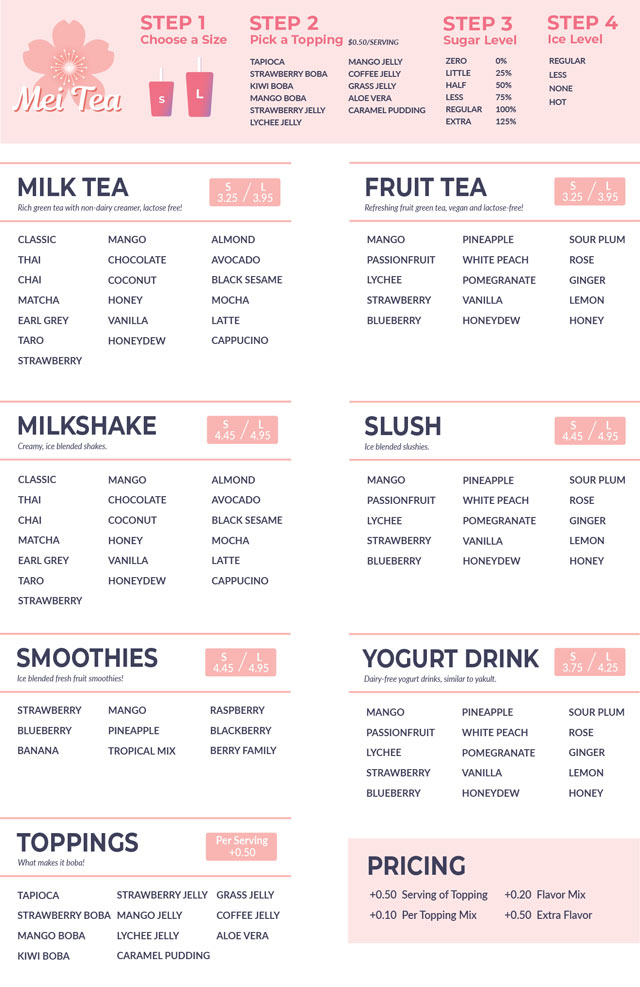 Mei Tea
STEP 1
Choose a Size
S
L
STEP 2
Pick a Topping $0.50/SERVING
TAPIOCA
STRAWBERRY BOBA
KIWI BOBA
MANGO BOBA
STRAWBERRY JELLY
LYCHEE JELLY
MANGO JELLY
COFFEE JELLY
GRASS JELLY
ALOE VERA
CARAMEL PUDDING
STEP 3
Sugar Level
ZERO 0%
LITTLE 25%
HALF 50%
LESS 75%
REGULAR 100%
EXTRA 125%
STEP 4
Ice Level
REGULAR
LESS
NONE
HOT
MILK TEA
Rich green tea with non-dairy creamer, lactose free!
S / L
3.25 / 3.95
CLASSIC
THAI
CHAI
MATCHA
EARL GREY
TARO
STRAWBERRY
MANGO
CHOCOLATE
COCONUT
HONEY
VANILLA
HONEYDEW
ALMOND
AVOCADO
BLACK SESAME
MOCHA
LATTE
CAPPUCINO
FRUIT TEA
Refreshing fruit green tea, vegan and lactose-free!
S / L
3.25 / 3.95
MANGO
PASSIONFRUIT
LYCHEE
STRAWBERRY
BLUEBERRY
PINEAPPLE
WHITE PEACH
POMEGRANATE
VANILLA
HONEYDEW
SOUR PLUM
ROSE
GINGER
LEMON
HONEY
MILKSHAKE
Creamy, ice blended shakes.
S / L
4.45 / 4.95
CLASSIC
THAI
CHAI
MATCHA
EARL GREY
TARO
STRAWBERRY
MANGO
CHOCOLATE
COCONUT
HONEY
VANILLA
HONEYDEW
ALMOND
AVOCADO
BLACK SESAME
MOCHA
LATTE
CAPPUCINO
SLUSH
Ice blended slushies.
S / L
4.45 / 4.95
MANGO
PASSIONFRUIT
LYCHEE
STRAWBERRY
BLUEBERRY
PINEAPPLE
WHITE PEACH
POMEGRANATE
VANILLA
HONEYDEW
SOUR PLUM
ROSE
GINGER
LEMON
HONEY
SMOOTHIES
Ice blended fresh fruit smoothies!
S / L
4.45 / 4.95
STRAWBERRY
BLUEBERRY
BANANA
MANGO
PINEAPPLE
TROPICAL MIX
RASPBERRY
BLACKBERRY
BERRY FAMILY
YOGURT DRINK
Dairy-free yogurt drinks, similar to yakult.
S / L
3.75 / 4.25
MANGO
PASSIONFRUIT
LYCHEE
STRAWBERRY
BLUEBERRY
PINEAPPLE
WHITE PEACH
POMEGRANATE
VANILLA
HONEYDEW
SOUR PLUM
ROSE
GINGER
LEMON
HONEY
TOPPINGS
What makes it boba!
Per Serving
+0.50
TAPIOCA
STRAWBERRY BOBA
MANGO BOBA
KIWI BOBA
STRAWBERRY JELLY
MANGO JELLY
LYCHEE JELLY
CARAMEL PUDDING
GRASS JELLY
COFFEE JELLY
ALOE VERA
PRICING
+0.50 Serving of Topping
+0.10 Per Topping Mix
+0.20 Flavor Mix
+0.50 Extra Flavor